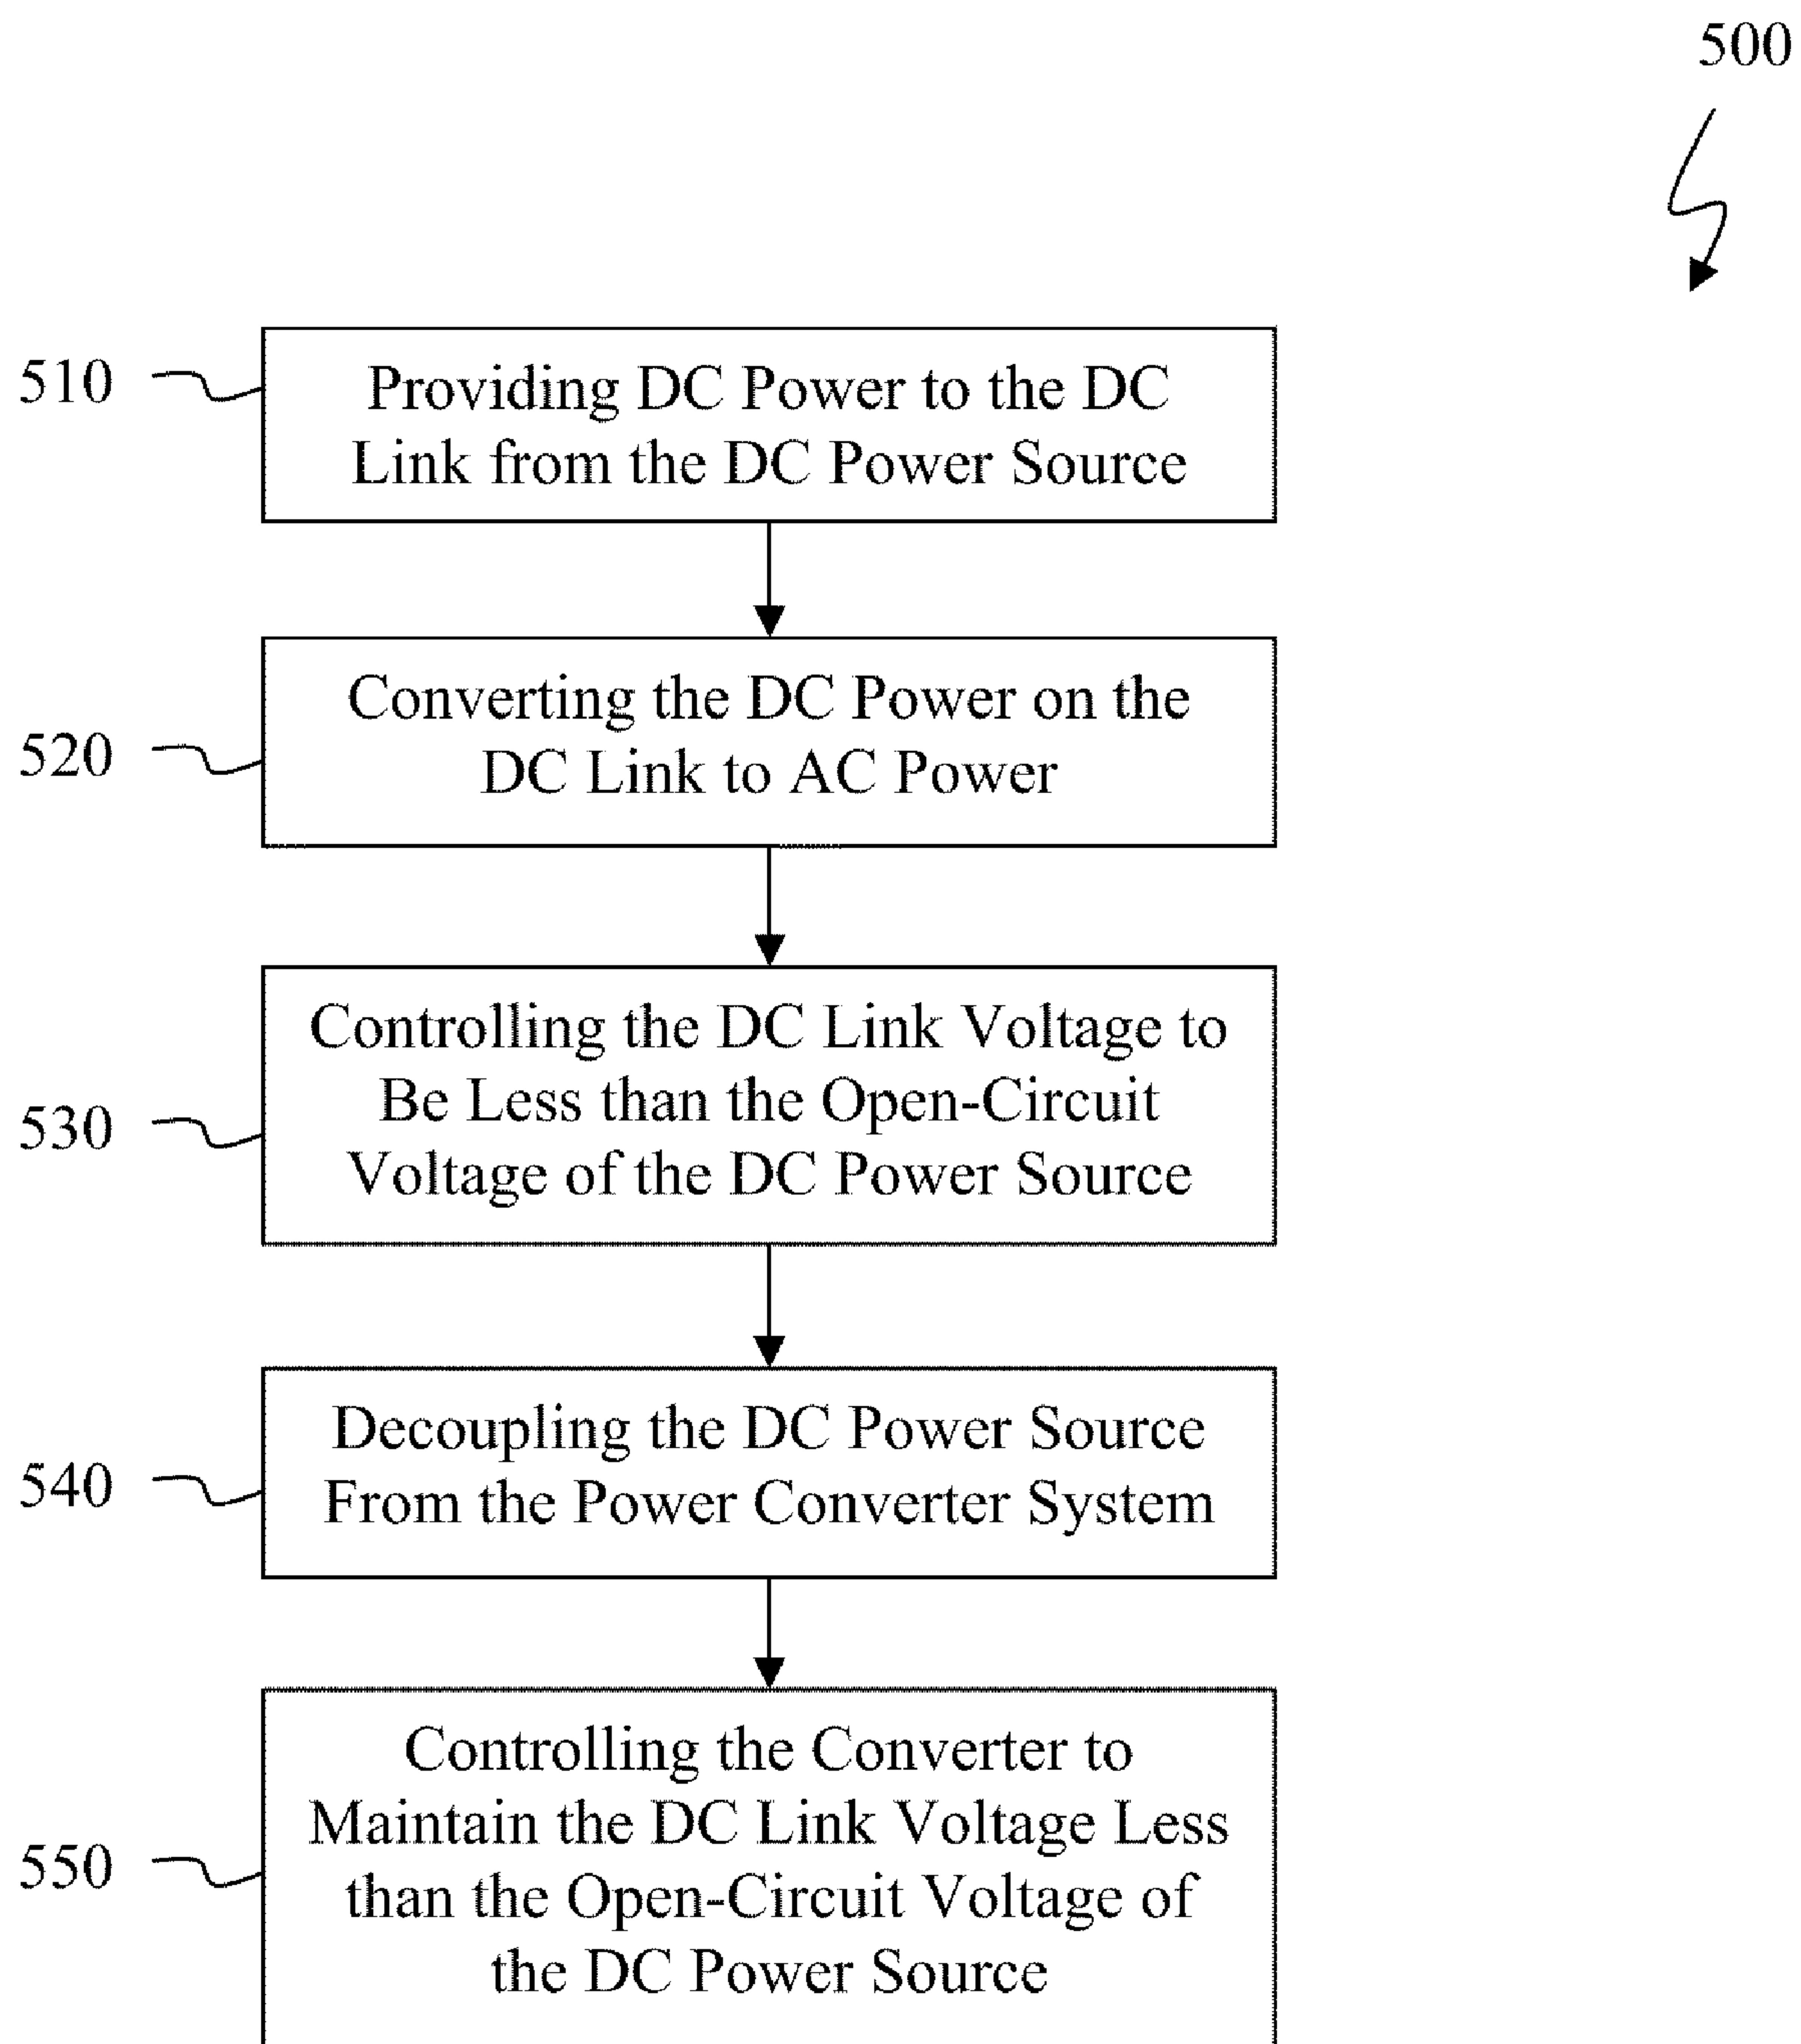 500
510
Providing DC Power to the DC
Link from the DC Power Source
520
Converting the DC Power on the
DC Link to AC Power
530
Controlling the DC Link Voltage to
Be Less than the Open-Circuit
Voltage of the DC Power Source
540
Decoupling the DC Power Source
From the Power Converter System
550
Controlling the Converter to
Maintain the DC Link Voltage Less
than the Open-Circuit Voltage of
the DC Power Source